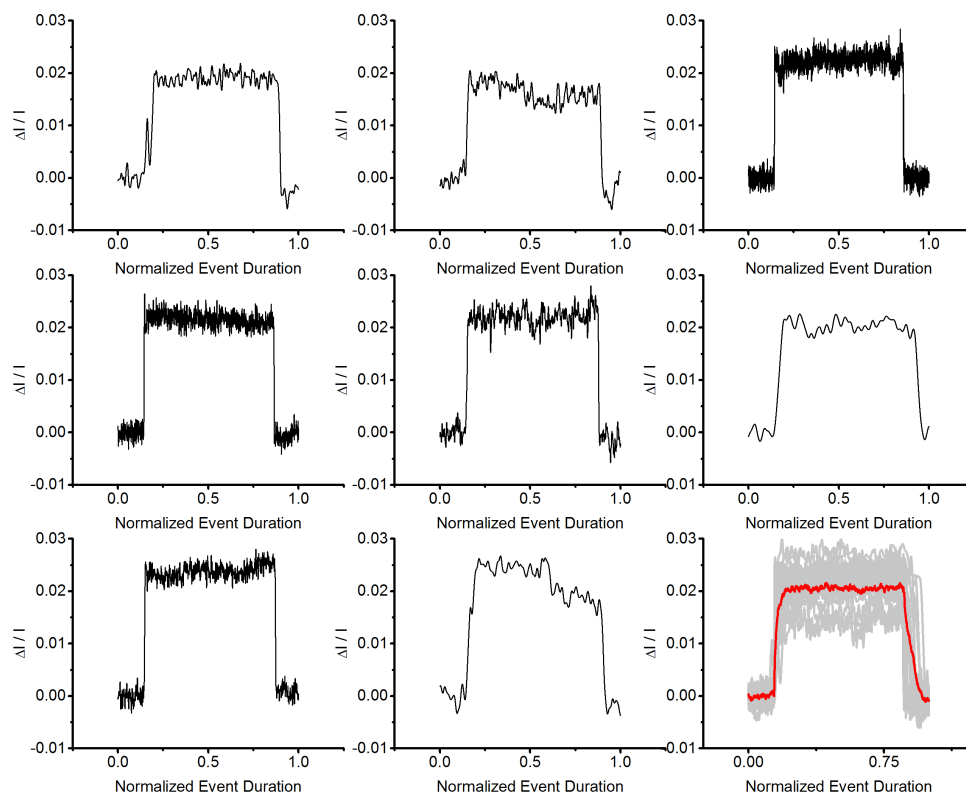 0.03 0.03 0.03
0.02 0.02 0.02
ΔI / I ΔI / I ΔI / I
0.01 0.01 0.01
0.00 0.00 0.00
-0.01 -0.01 -0.01
0.0 0.5 1.0 0.0 0.5 1.0 0.0 0.5 1.0
Normalized Event Duration Normalized Event Duration Normalized Event Duration
0.03 0.03 0.03
0.02 0.02 0.02
ΔI / I ΔI / I ΔI / I
0.01 0.01 0.01
0.00 0.00 0.00
-0.01 -0.01 -0.01
0.0 0.5 1.0 0.0 0.5 1.0 0.0 0.5 1.0
Normalized Event Duration Normalized Event Duration Normalized Event Duration
0.03 0.03 0.03
0.02 0.02 0.02
ΔI / I ΔI / I ΔI / I
0.01 0.01 0.01
0.00 0.00 0.00
-0.01 -0.01 -0.01
0.0 0.5 1.0 0.0 0.5 1.0 0.00 0.75
Normalized Event Duration Normalized Event Duration Normalized Event Duration